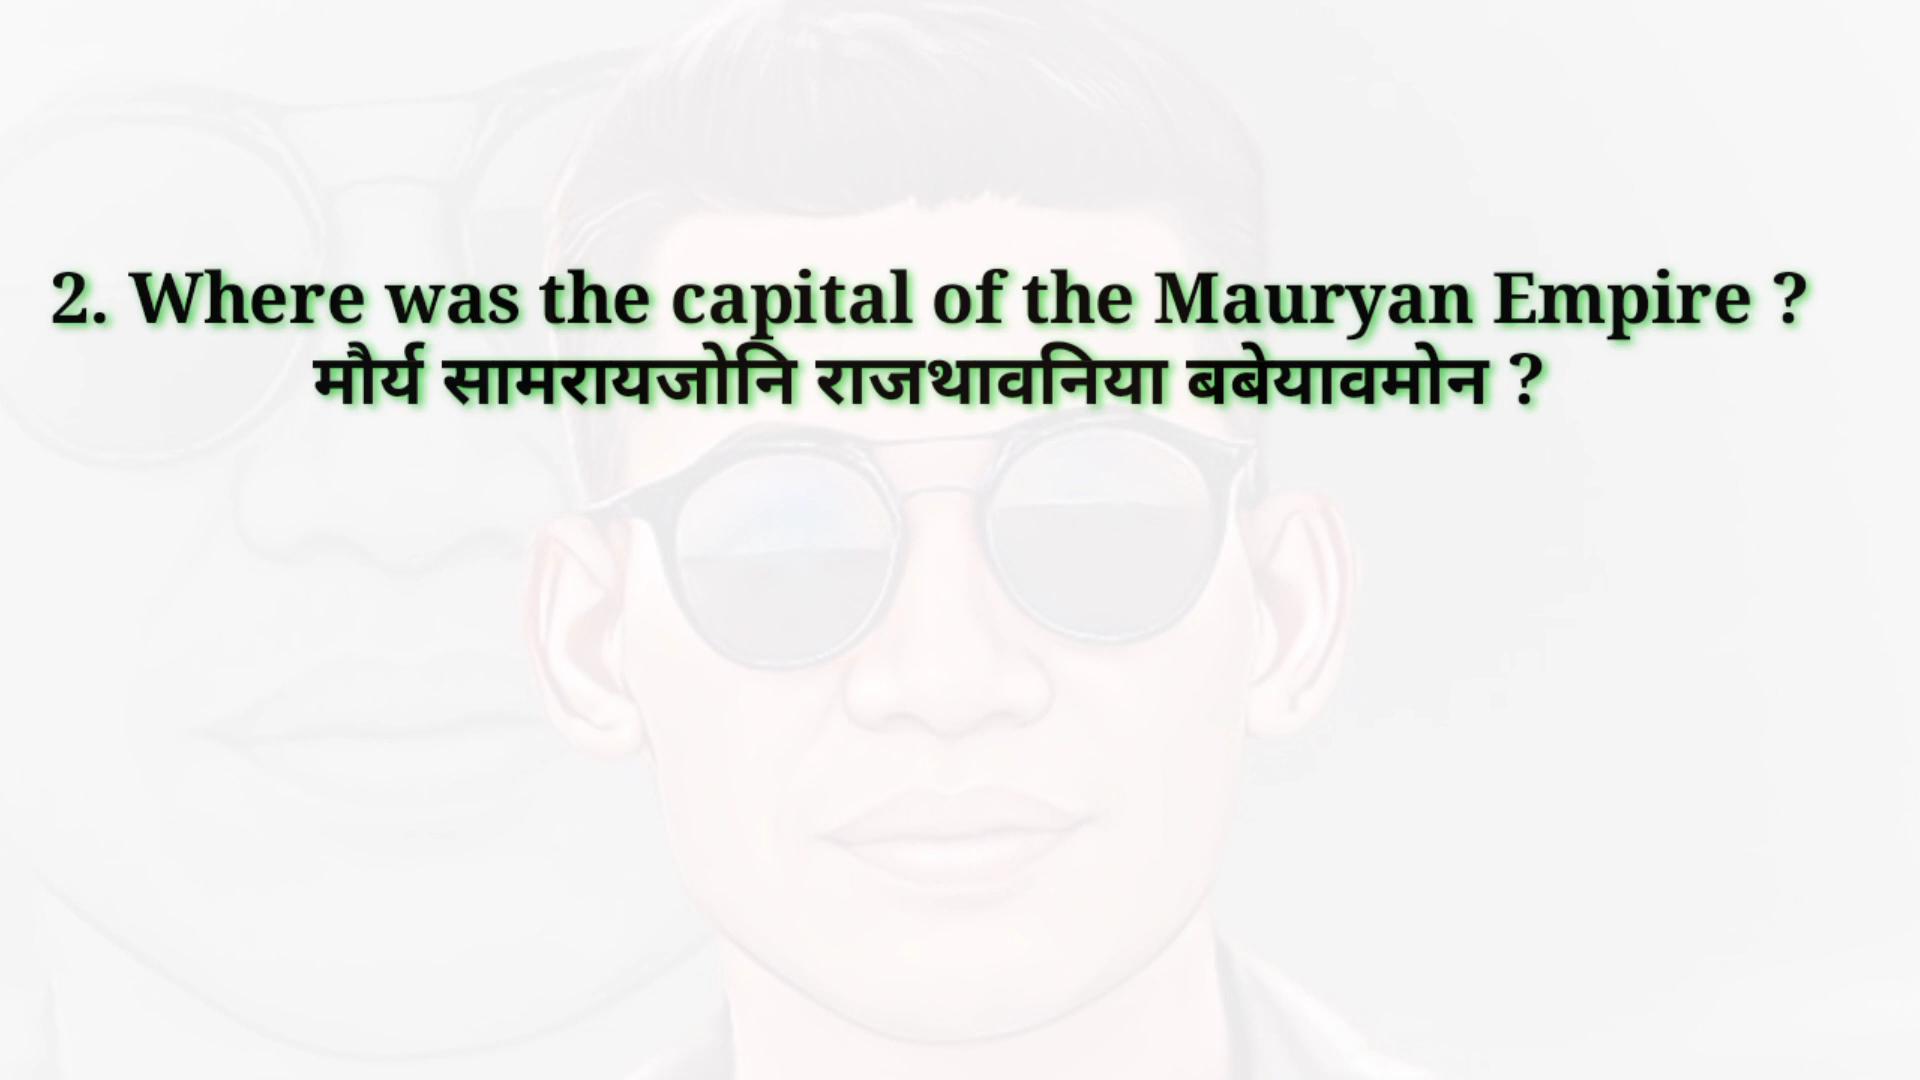 2. Where was the capital of the Mauryan Empire ?
मौर्य सामरायजोनि राजथावनिया बबेयावमोन ?